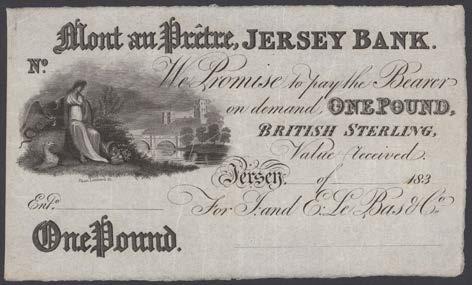 Mont au Prêtre, JERSEY BANK.
No.
We Promise to pay the Bearer
on demand, ONE POUND,
BRITISH STERLING,
Value received.
Jersey. of 183
Entd.
For J. and E. Le Bas & Co.
One Pound.